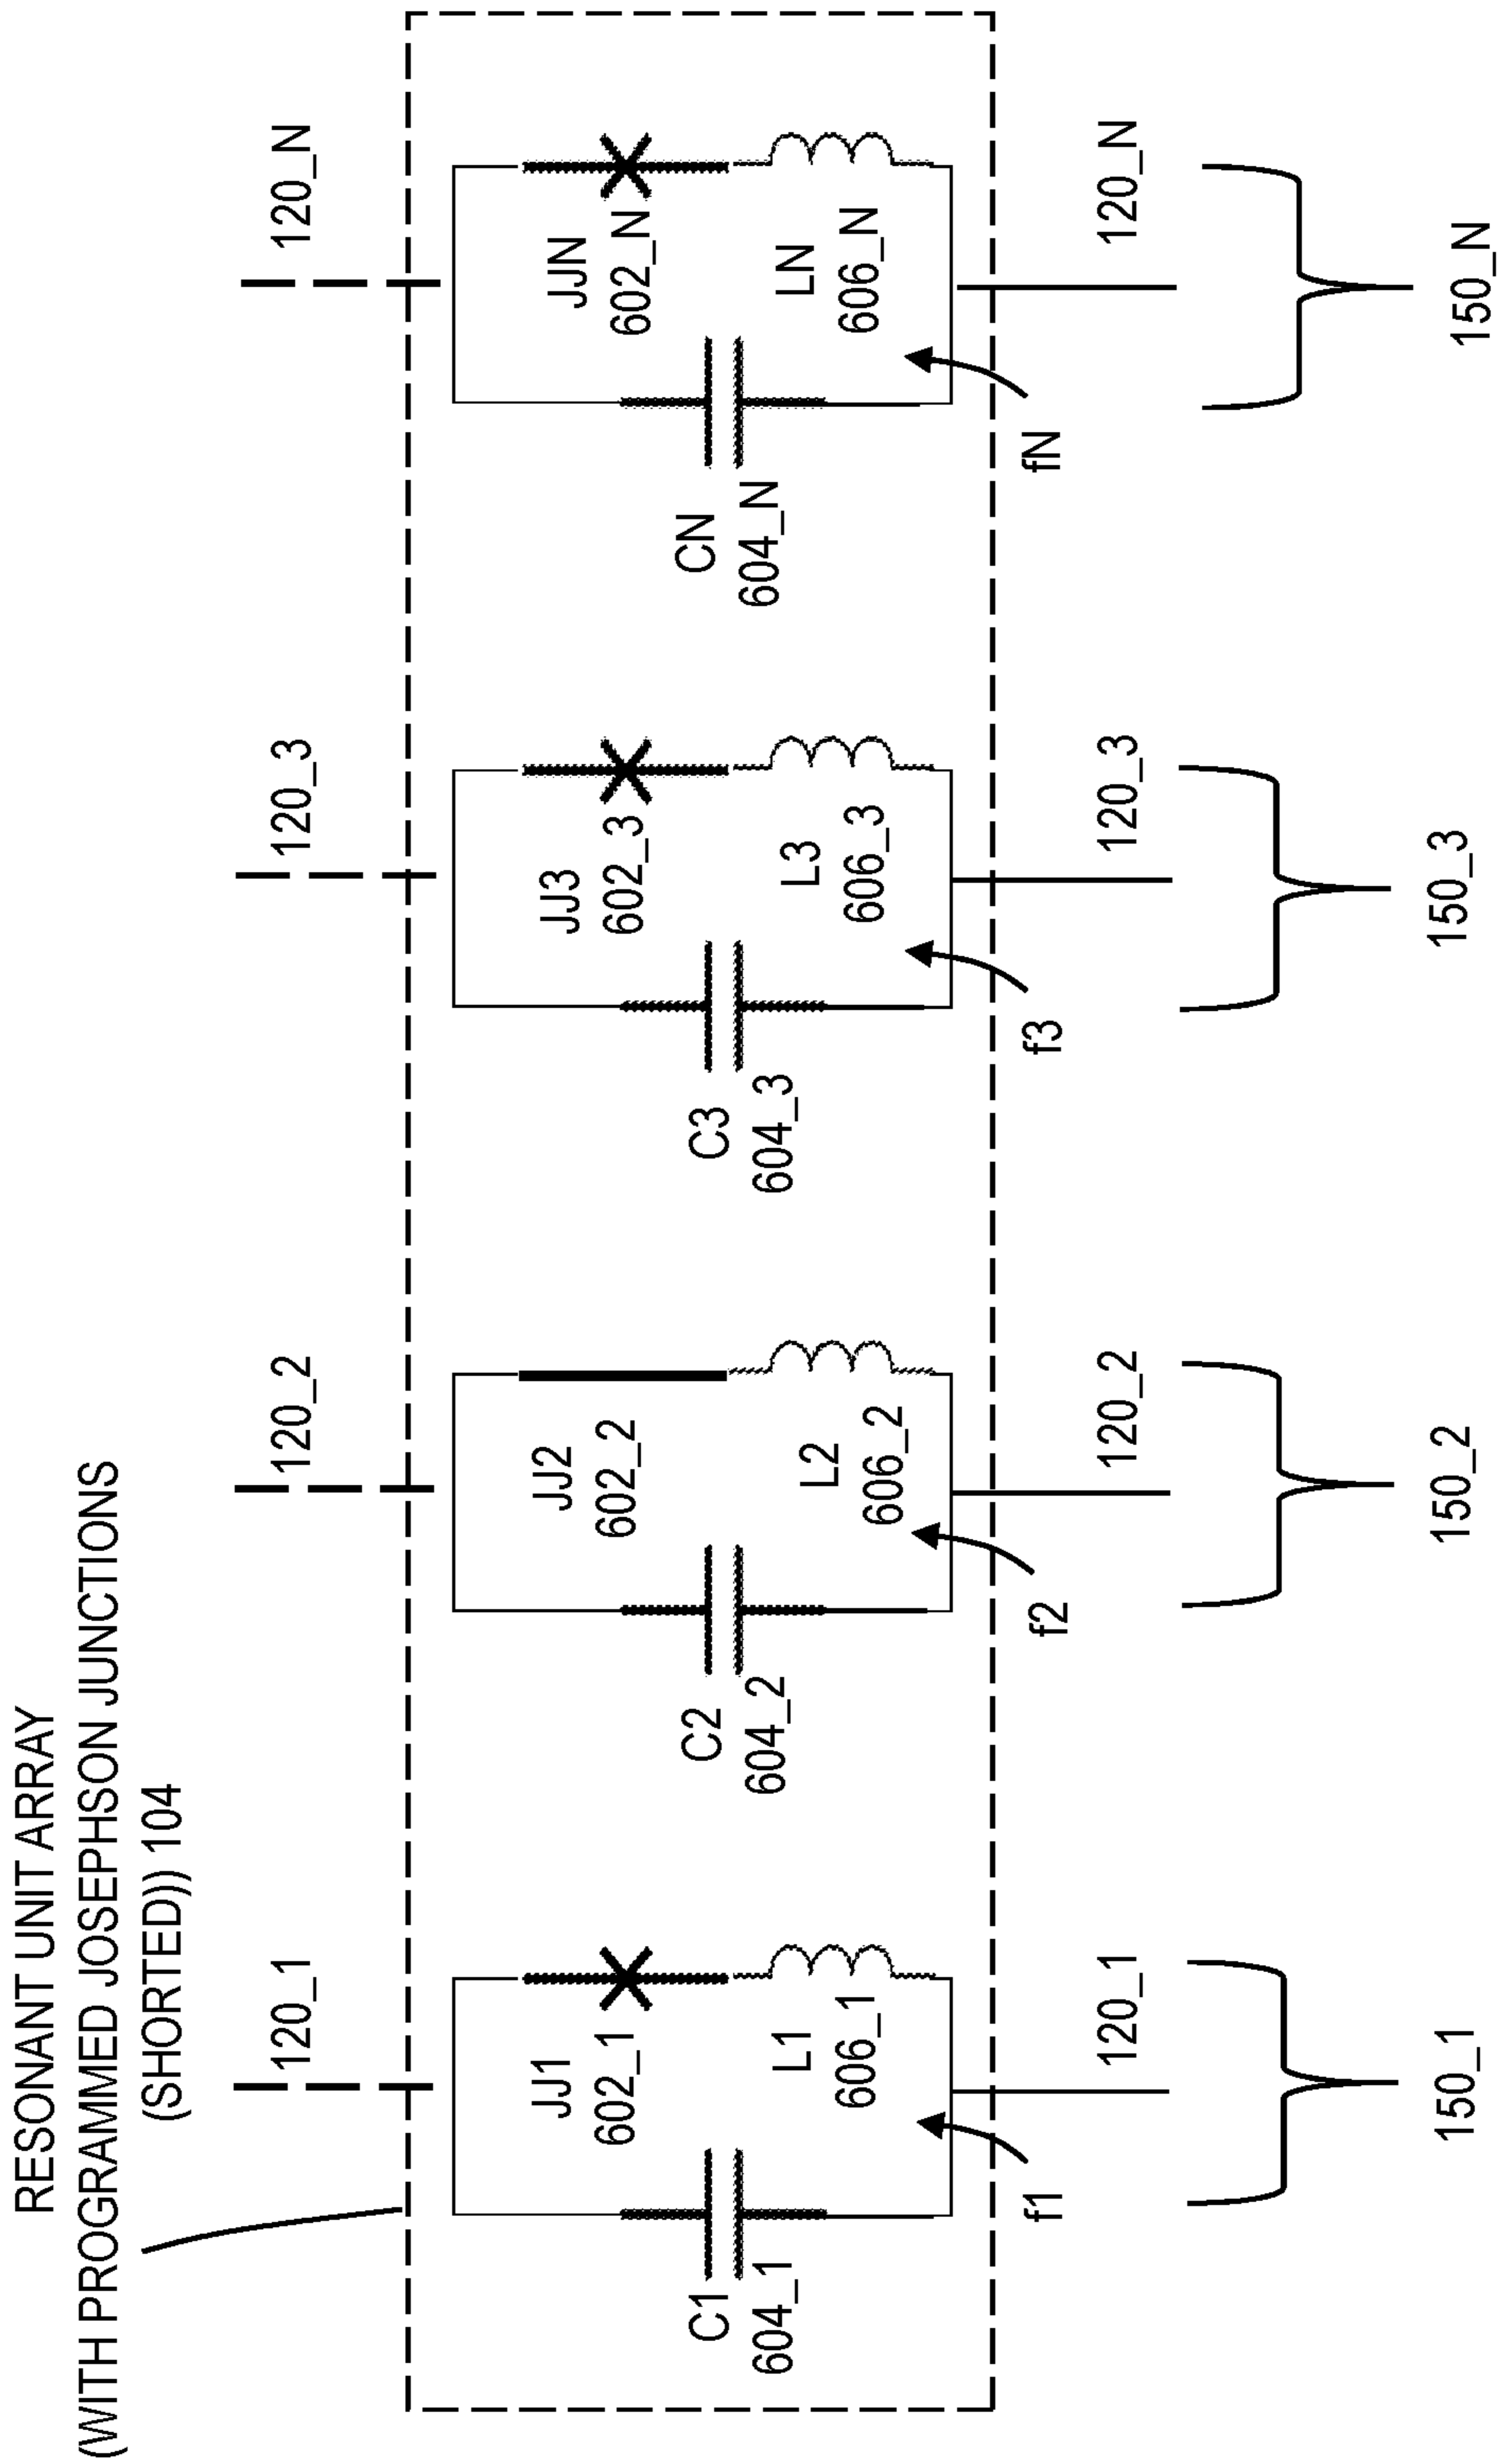 RESONANT UNIT ARRAY
(WITH PROGRAMMED JOSEPHSON JUNCTIONS
(SHORTED)) 104
120_1
120_2
120_3
120_N
JJ1
602_1
JJ2
602_2
JJ3
602_3
JJN
602_N
C1
604_1
C2
604_2
C3
604_3
CN
604_N
L1
606_1
L2
606_2
L3
606_3
LN
606_N
f1
f2
f3
fN
120_1
120_2
120_3
120_N
150_1
150_2
150_3
150_N